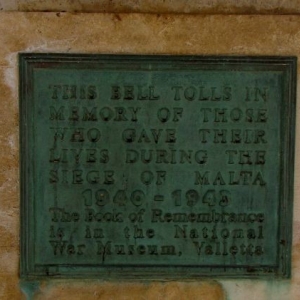 THIS BELL TOLLS IN
MEMORY OF THOSE
WHO GAVE THEIR
LIVES DURING THE
SIEGE OF MALTA
1940-1943
The Book of Remembrance
is in the National
War Museum, Valletta